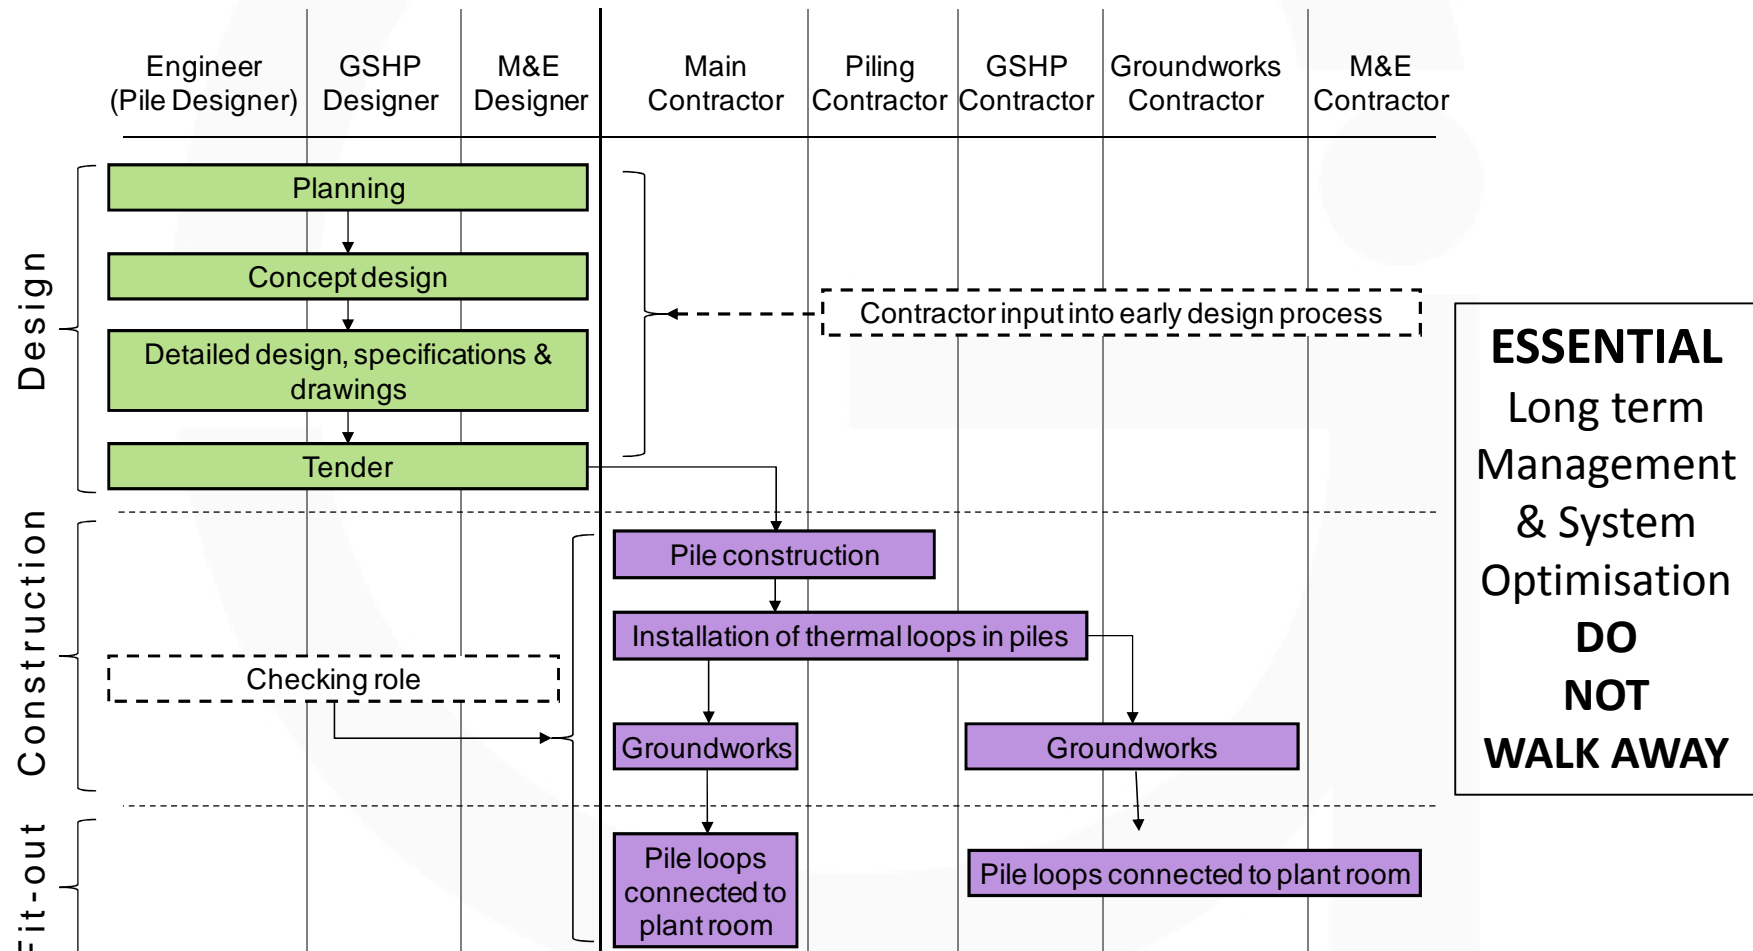 Engineer
(Pile Designer)
GSHP
Designer
M&E
Designer
Main
Contractor
Piling
Contractor
GSHP
Contractor
Groundworks
Contractor
M&E
Contractor
Design
Planning
Concept design
Detailed design, specifications &
drawings
Tender
Contractor input into early design process
Construction
Pile construction
Installation of thermal loops in piles
Checking role
Groundworks
Groundworks
Fit-out
Pile loops
connected to
plant room
Pile loops connected to plant room
ESSENTIAL
Long term
Management
& System
Optimisation
DO
NOT
WALK AWAY